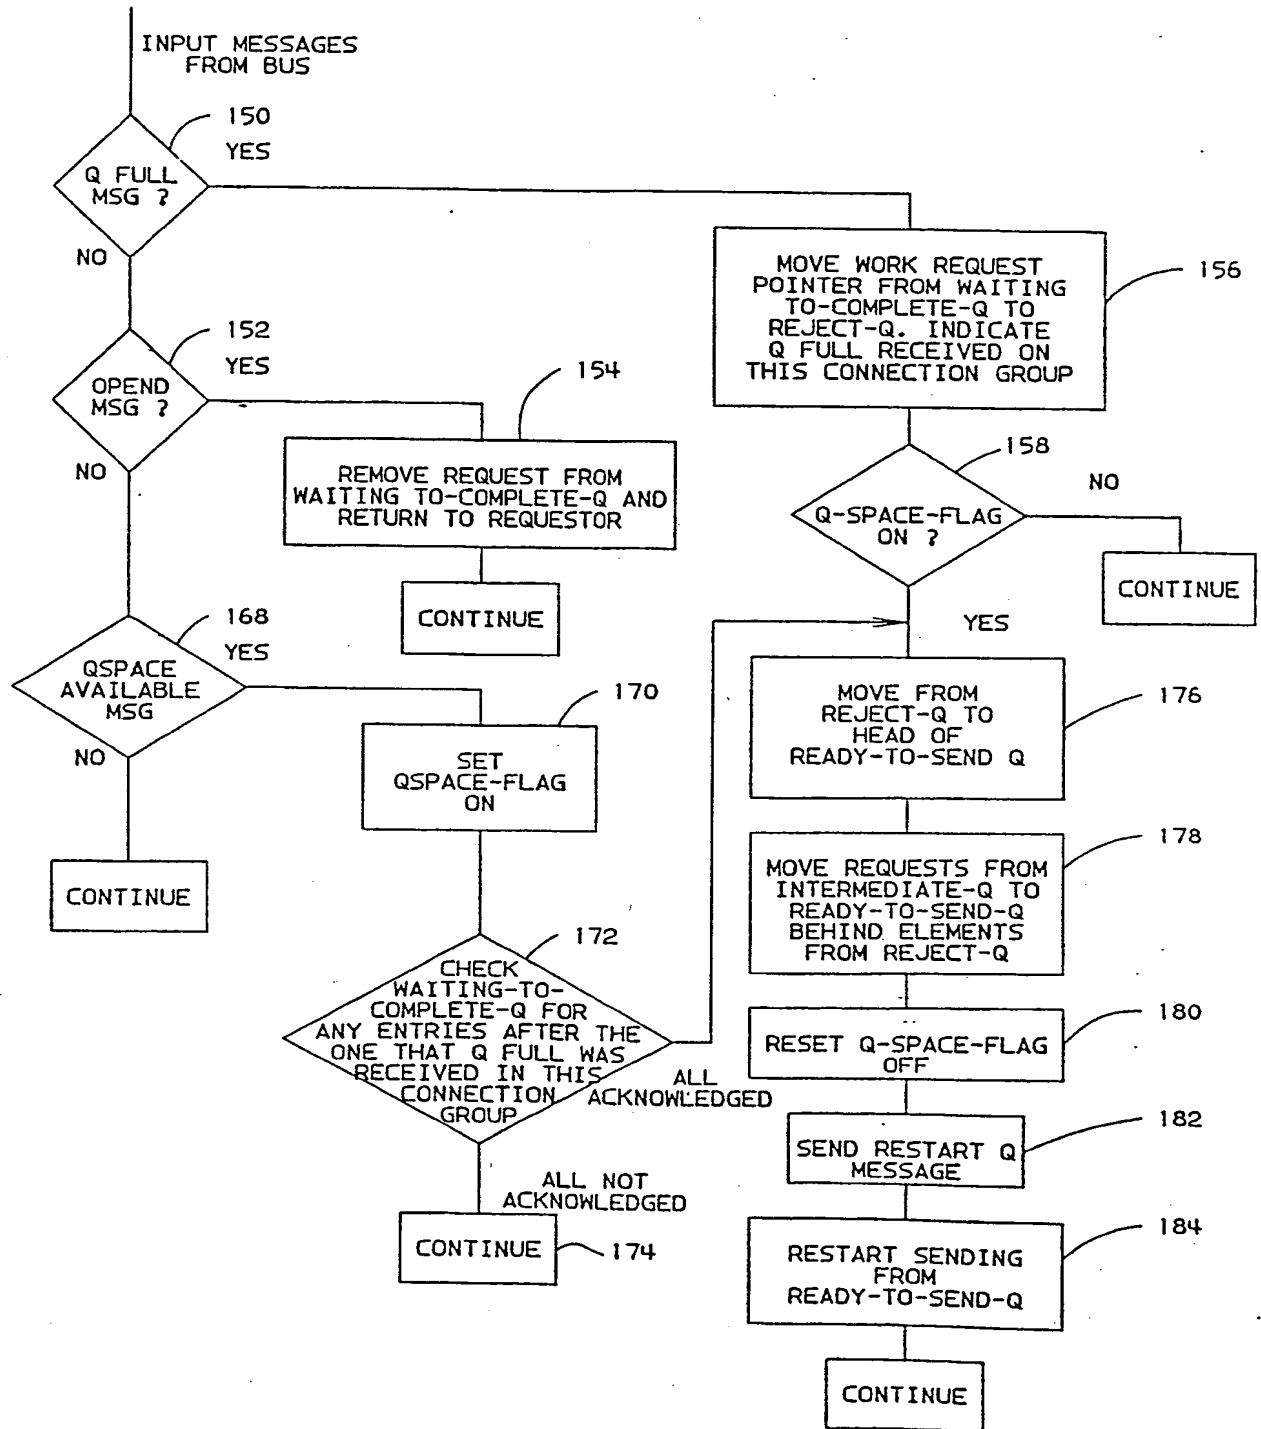 INPUT MESSAGES
FROM BUS
150
YES
Q FULL
MSG ?
NO
MOVE WORK REQUEST
POINTER FROM WAITING
TO-COMPLETE-Q TO
REJECT-Q. INDICATE
Q FULL RECEIVED ON
THIS CONNECTION GROUP
156
152
YES
OPEND
MSG ?
NO
154
REMOVE REQUEST FROM
WAITING TO-COMPLETE-Q AND
RETURN TO REQUESTOR
CONTINUE
158
NO
Q-SPACE-FLAG
ON ?
CONTINUE
YES
168
YES
QSPACE
AVAILABLE
MSG
NO
CONTINUE
170
SET
QSPACE-FLAG
ON
172
CHECK
WAITING-TO-
COMPLETE-Q FOR
ANY ENTRIES AFTER THE
ONE THAT Q FULL WAS
RECEIVED IN THIS
CONNECTION
GROUP
ALL
ACKNOWLEDGED
ALL NOT
ACKNOWLEDGED
CONTINUE
174
MOVE FROM
REJECT-Q TO
HEAD OF
READY-TO-SEND Q
176
MOVE REQUESTS FROM
INTERMEDIATE-Q TO
READY-TO-SEND-Q
BEHIND ELEMENTS
FROM REJECT-Q
178
RESET Q-SPACE-FLAG
OFF
180
SEND RESTART Q
MESSAGE
182
RESTART SENDING
FROM
READY-TO-SEND-Q
184
CONTINUE